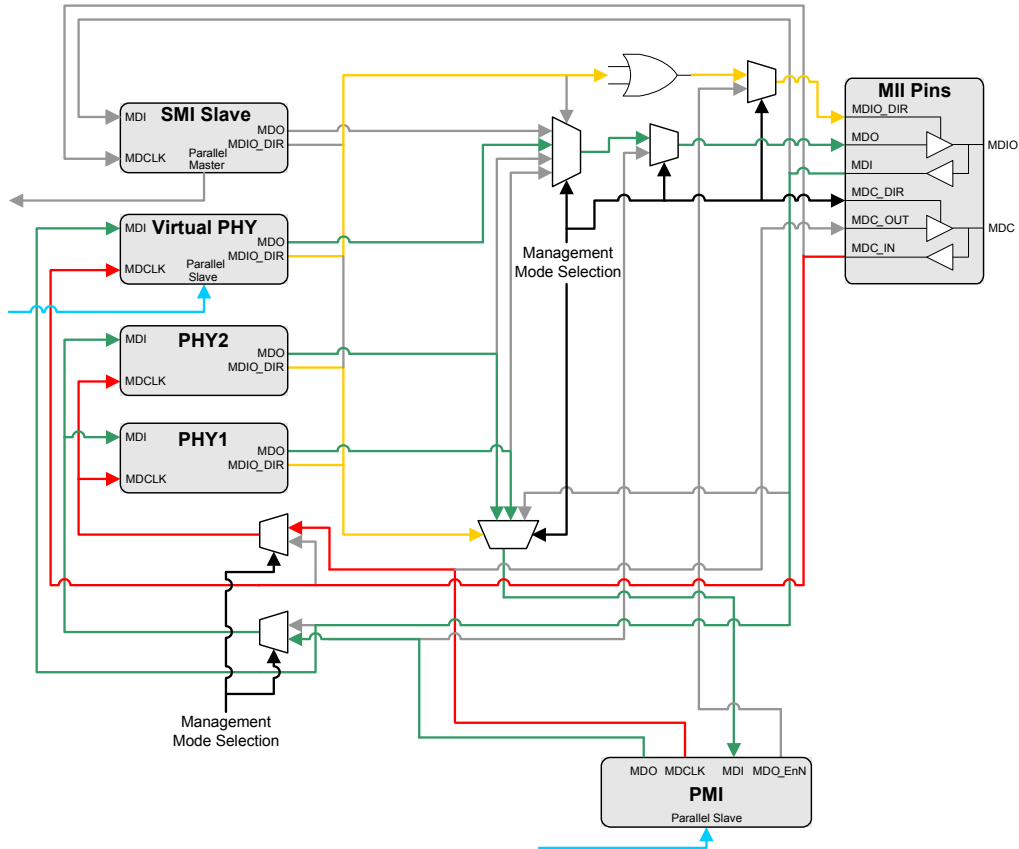 SMI Slave
MDI
MDO
MDIO_DIR
MDCLK
Parallel
Master
Virtual PHY
MDI
MDO
MDIO_DIR
MDCLK
Parallel
Slave
PHY2
MDI
MDO
MDIO_DIR
MDCLK
PHY1
MDI
MDO
MDIO_DIR
MDCLK
Management
Mode Selection
MII Pins
MDIO_DIR
MDO
MDIO
MDI
MDC_DIR
MDC_OUT
MDC
MDC_IN
Management
Mode Selection
MDO MDCLK MDI MDO_EnN
PMI
Parallel Slave